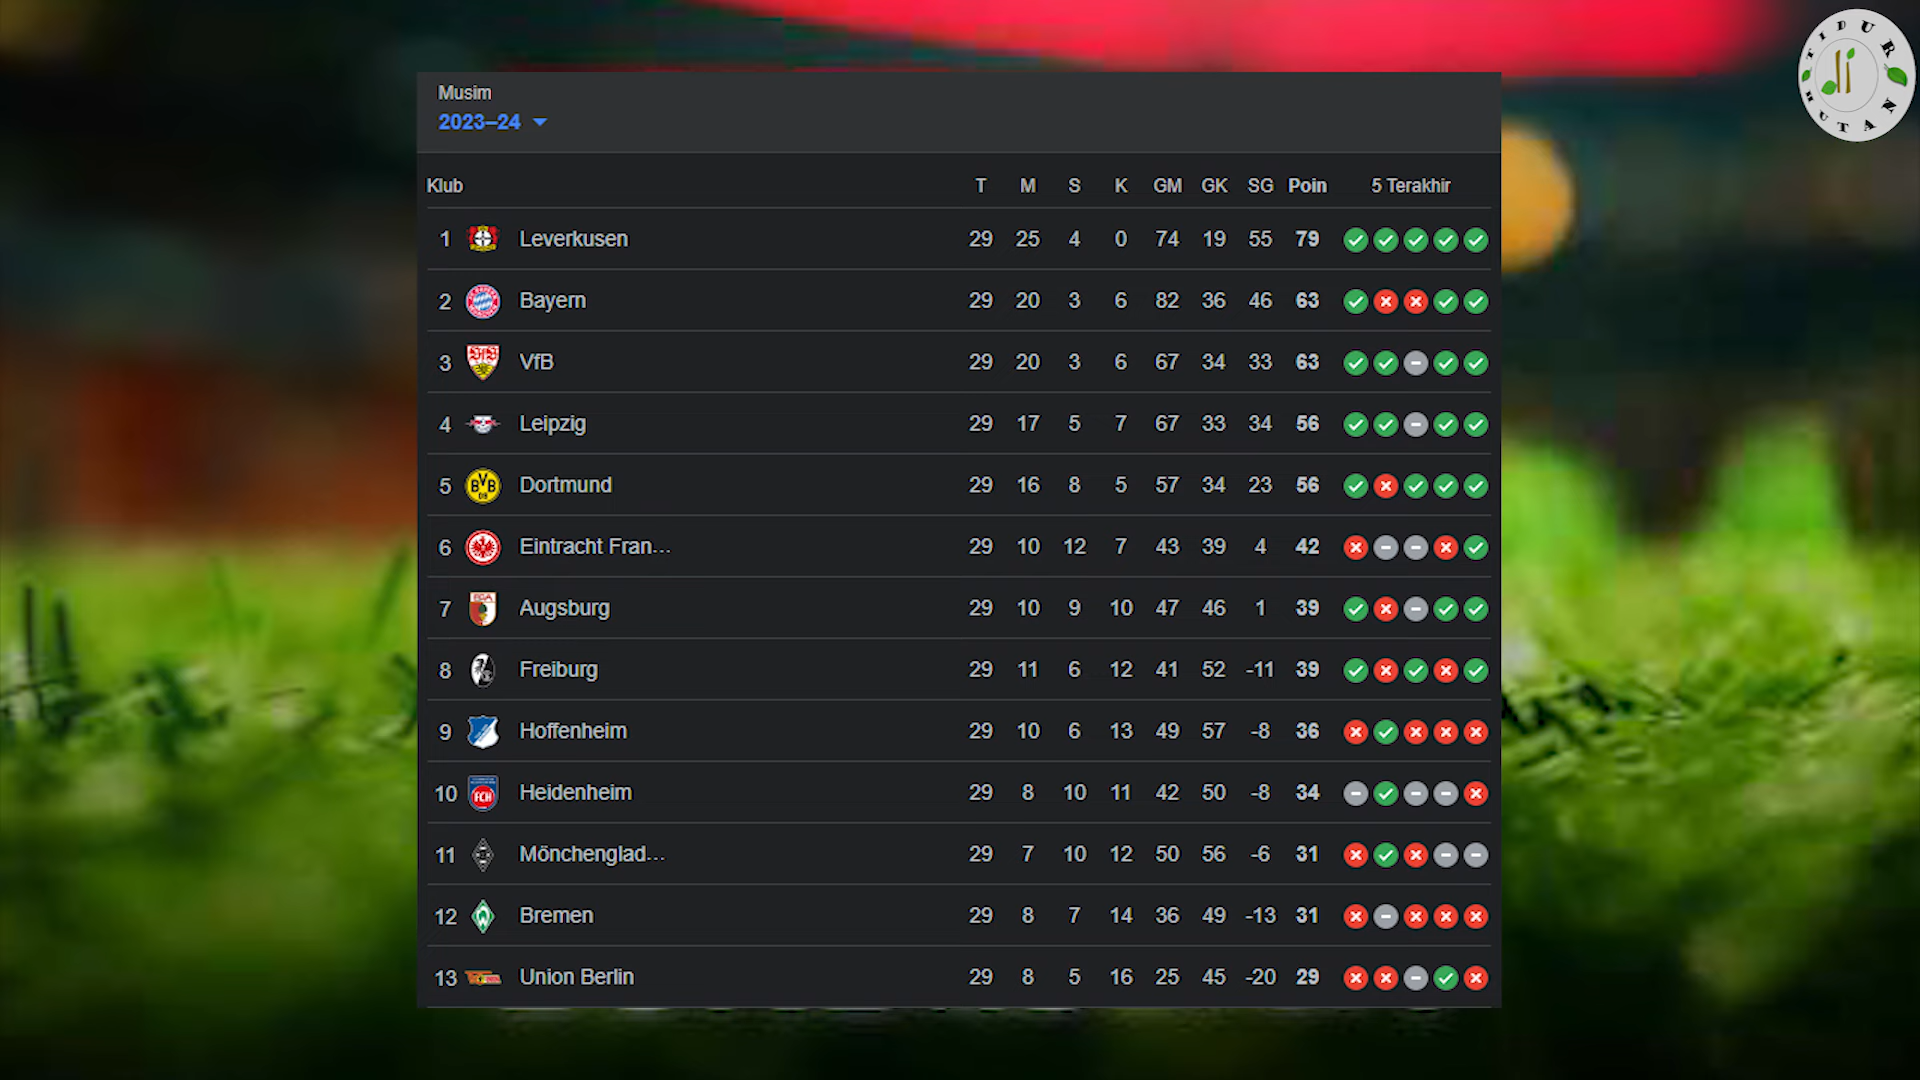 TIDUR
HUTAN
Musim
2023–24
Klub T M S K GM GK SG Poin 5 Terakhir
1 Leverkusen 29 25 4 0 74 19 55 79
2 Bayern 29 20 3 6 82 36 46 63
3 VfB 29 20 3 6 67 34 33 63
4 Leipzig 29 17 5 7 67 33 34 56
5 Dortmund 29 16 8 5 57 34 23 56
6 Eintracht Fran... 29 10 12 7 43 39 4 42
7 Augsburg 29 10 9 10 47 46 1 39
8 Freiburg 29 11 6 12 41 52 -11 39
9 Hoffenheim 29 10 6 13 49 57 -8 36
10 Heidenheim 29 8 10 11 42 50 -8 34
11 Mönchenglad... 29 7 10 12 50 56 -6 31
12 Bremen 29 8 7 14 36 49 -13 31
13 Union Berlin 29 8 5 16 25 45 -20 29